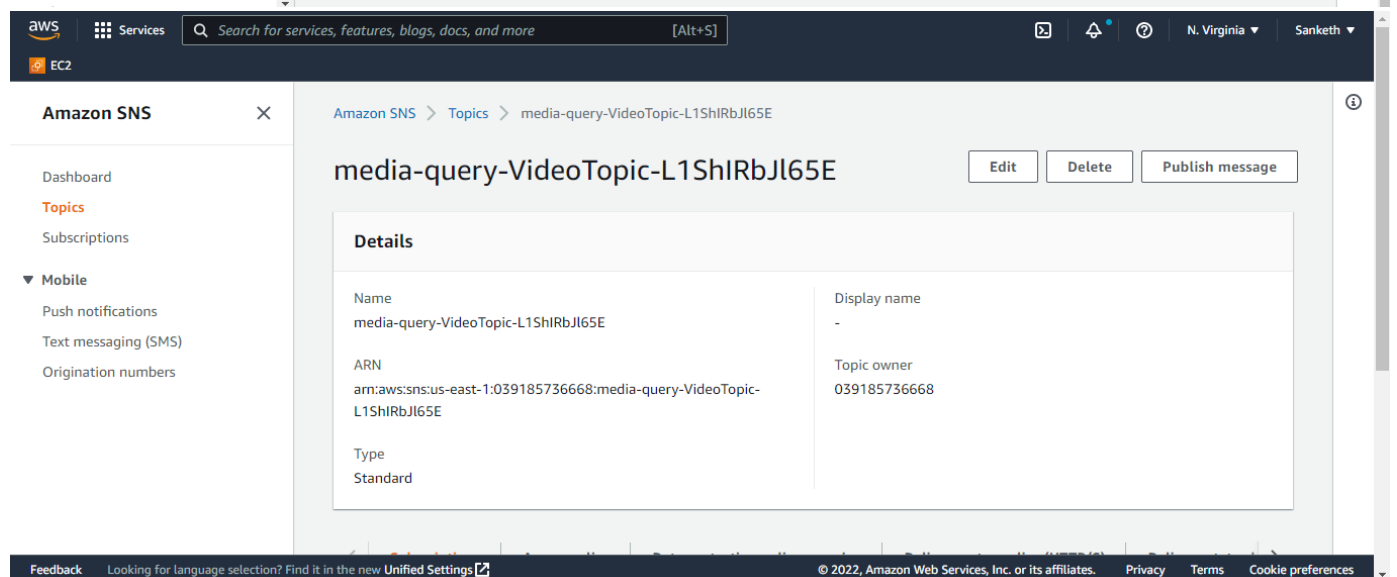 aws
Services
Search for services, features, blogs, docs, and more [Alt+S]
N. Virginia
Sanketh
EC2
Amazon SNS
Dashboard
Topics
Subscriptions
Mobile
Push notifications
Text messaging (SMS)
Origination numbers
Amazon SNS > Topics > media-query-VideoTopic-L1ShIRbJl65E
media-query-VideoTopic-L1ShIRbJl65E
Edit
Delete
Publish message
Details
Name
media-query-VideoTopic-L1ShIRbJl65E
ARN
arn:aws:sns:us-east-1:039185736668:media-query-VideoTopic-
L1ShIRbJl65E
Type
Standard
Display name
-
Topic owner
039185736668
Feedback
Looking for language selection? Find it in the new Unified Settings
© 2022, Amazon Web Services, Inc. or its affiliates.
Privacy
Terms
Cookie preferences